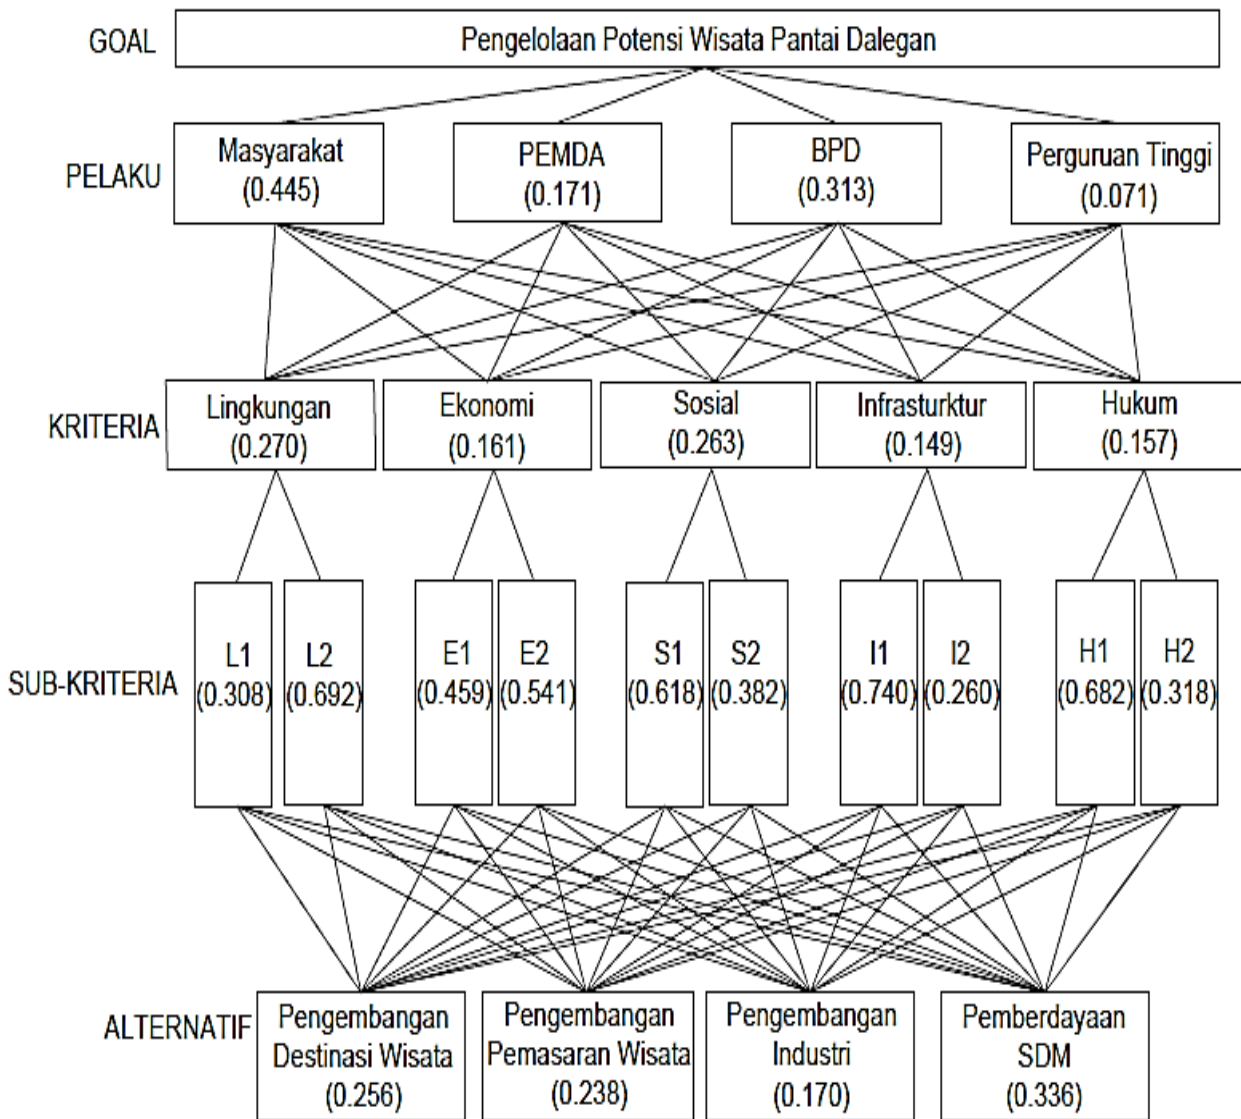 GOAL
Pengelolaan Potensi Wisata Pantai Dalegan
PELAKU
Masyarakat
(0.445)
PEMDA
(0.171)
BPD
(0.313)
Perguruan Tinggi
(0.071)
KRITERIA
Lingkungan
(0.270)
Ekonomi
(0.161)
Sosial
(0.263)
Infrasturktur
(0.149)
Hukum
(0.157)
SUB-KRITERIA
L1
(0.308)
L2
(0.692)
E1
(0.459)
E2
(0.541)
S1
(0.618)
S2
(0.382)
I1
(0.740)
I2
(0.260)
H1
(0.682)
H2
(0.318)
ALTERNATIF
Pengembangan
Destinasi Wisata
(0.256)
Pengembangan
Pemasaran Wisata
(0.238)
Pengembangan
Industri
(0.170)
Pemberdayaan
SDM
(0.336)